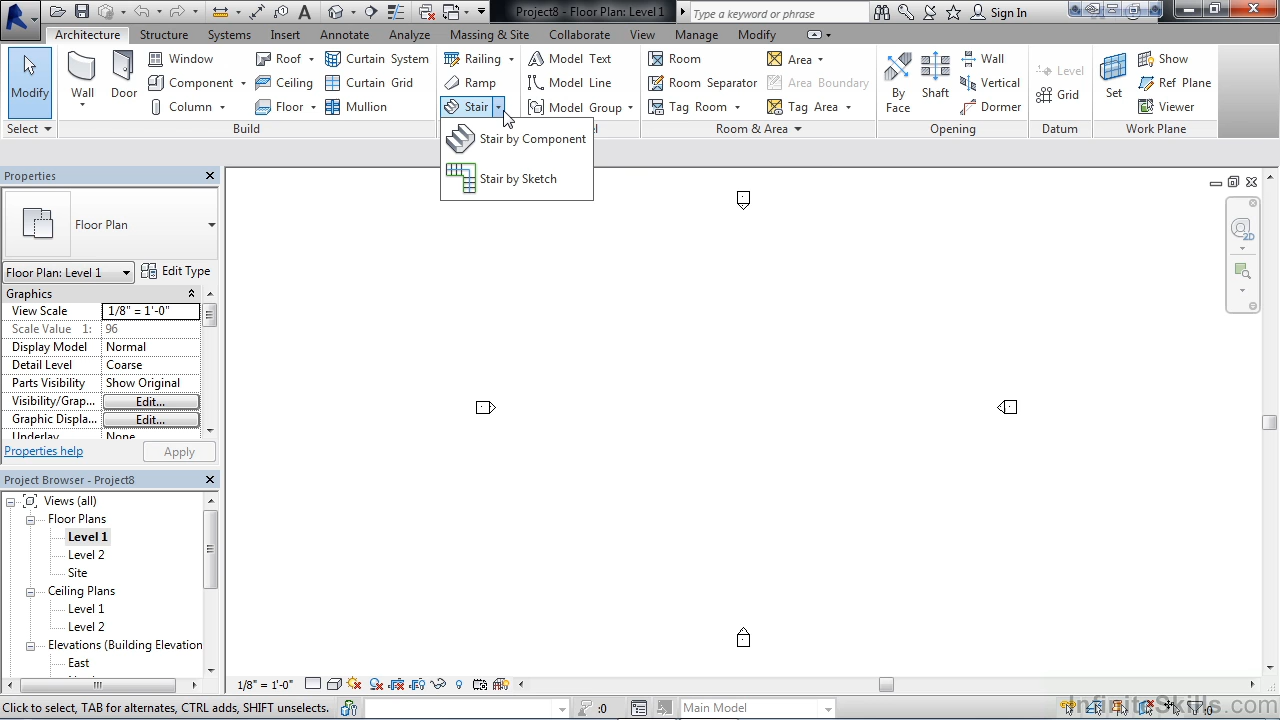 Project8 - Floor Plan: Level 1
Type a keyword or phrase
Sign In
Architecture
Structure
Systems
Insert
Annotate
Analyze
Massing & Site
Collaborate
View
Manage
Modify
Modify
Select
Wall
Door
Window
Component
Column
Roof
Ceiling
Floor
Curtain System
Curtain Grid
Mullion
Build
Railing
Ramp
Stair
Stair by Component
Stair by Sketch
Model Text
Model Line
Model Group
Room
Room Separator
Tag Room
Area
Area Boundary
Tag Area
Room & Area
By Face
Shaft
Wall
Vertical
Dormer
Opening
Level
Grid
Datum
Set
Show
Ref Plane
Viewer
Work Plane
Properties
Floor Plan
Floor Plan: Level 1
Edit Type
Graphics
View Scale 1/8" = 1'-0"
Scale Value 1: 96
Display Model Normal
Detail Level Coarse
Parts Visibility Show Original
Visibility/Grap... Edit...
Graphic Displa... Edit...
Underlay None
Properties help
Apply
Project Browser - Project8
Views (all)
Floor Plans
Level 1
Level 2
Site
Ceiling Plans
Level 1
Level 2
Elevations (Building Elevation
East
2D
1/8" = 1'-0"
Click to select, TAB for alternates, CTRL adds, SHIFT unselects.
:0
Main Model
InfiniteSkills.com
:0